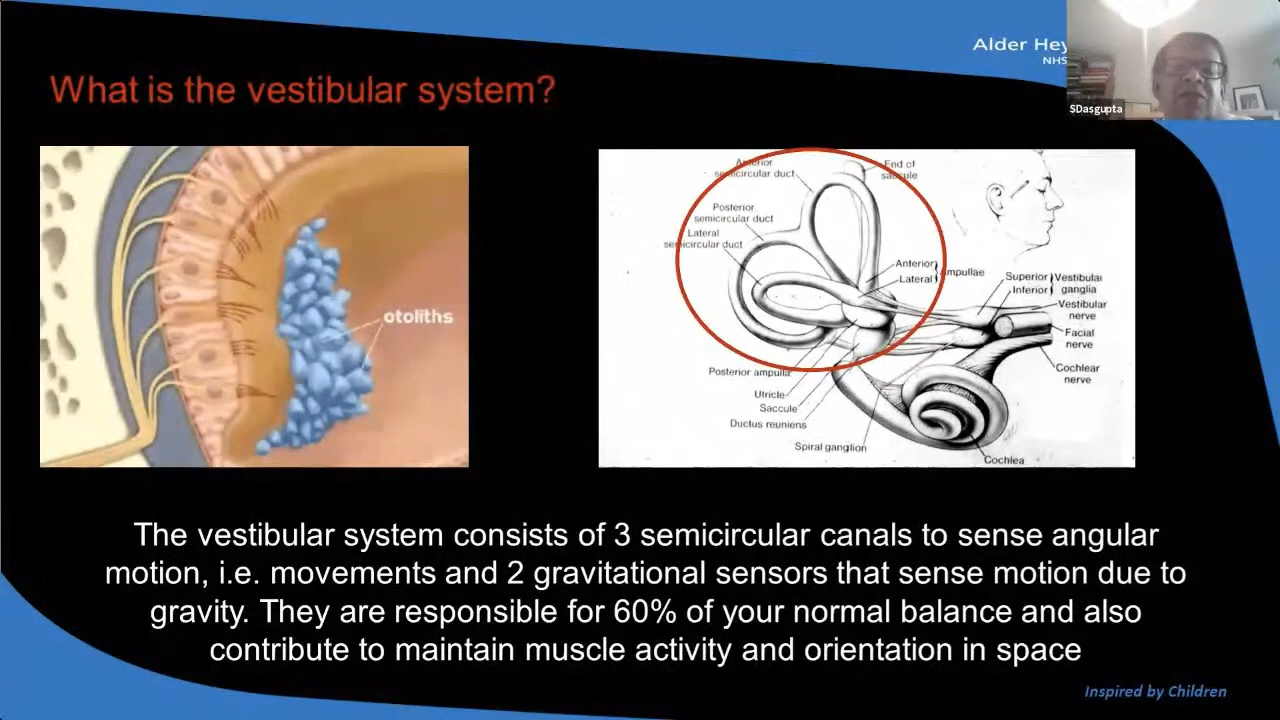 Alder Hey
NHS
SDasgupta
What is the vestibular system?
otoliths
Anterior
semicircular duct
End of
saccule
Posterior
semicircular duct
Lateral
semicircular duct
Anterior
Lateral
Ampullae
Superior
Inferior
Vestibular
ganglia
Vestibular
nerve
Facial
nerve
Cochlear
nerve
Posterior ampulla
Utricle
Saccule
Ductus reuniens
Spiral ganglion
Cochlea
The vestibular system consists of 3 semicircular canals to sense angular
motion, i.e. movements and 2 gravitational sensors that sense motion due to
gravity. They are responsible for 60% of your normal balance and also
contribute to maintain muscle activity and orientation in space
Inspired by Children